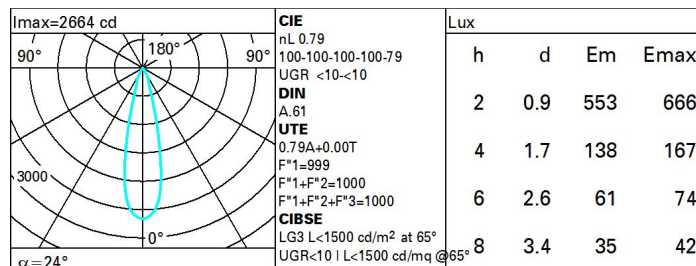 Imax=2664 cd
90°
180°
90°
3000
0°
α=24°
CIE
nL 0.79
100-100-100-100-79
UGR <10-<10
DIN
A.61
UTE
0.79A+0.00T
F"1=999
F"1+F"2=1000
F"1+F"2+F"3=1000
CIBSE
LG3 L<1500 cd/m² at 65°
UGR<10 | L<1500 cd/mq @65°
Lux
h d Em Emax
2 0.9 553 666
4 1.7 138 167
6 2.6 61 74
8 3.4 35 42